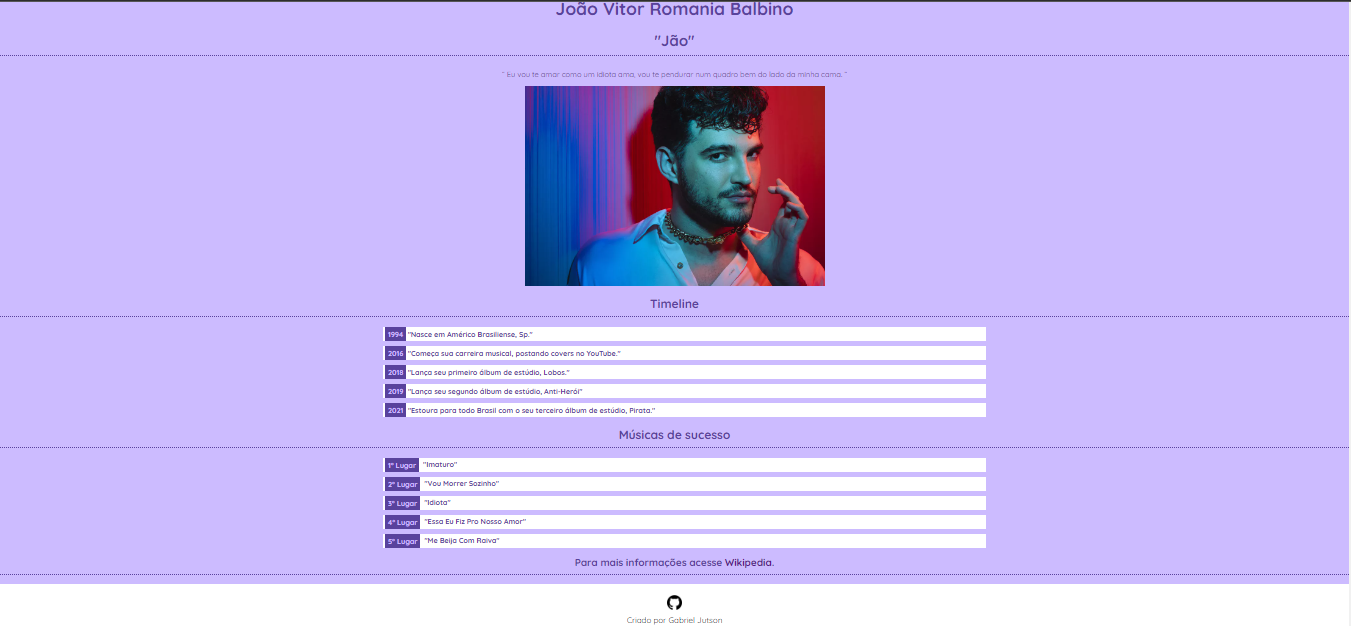 João Vitor Romania Balbino
"Jão"
" Eu vou te amar como um idiota ama, vou te pendurar num quadro bem do lado da minha cama. "
Timeline
1994 "Nasce em Américo Brasiliense, Sp."
2016 "Começa sua carreira musical, postando covers no YouTube."
2018 "Lança seu primeiro álbum de estúdio, Lobos."
2019 "Lança seu segundo álbum de estúdio, Anti-Herói"
2021 "Estoura para todo Brasil com o seu terceiro álbum de estúdio, Pirata."
Músicas de sucesso
1º Lugar "Imaturo"
2º Lugar "Vou Morrer Sozinho"
3º Lugar "Idiota"
4º Lugar "Essa Eu Fiz Pro Nosso Amor"
5º Lugar "Me Beija Com Raiva"
Para mais informações acesse Wikipedia.
Criado por Gabriel Jutson